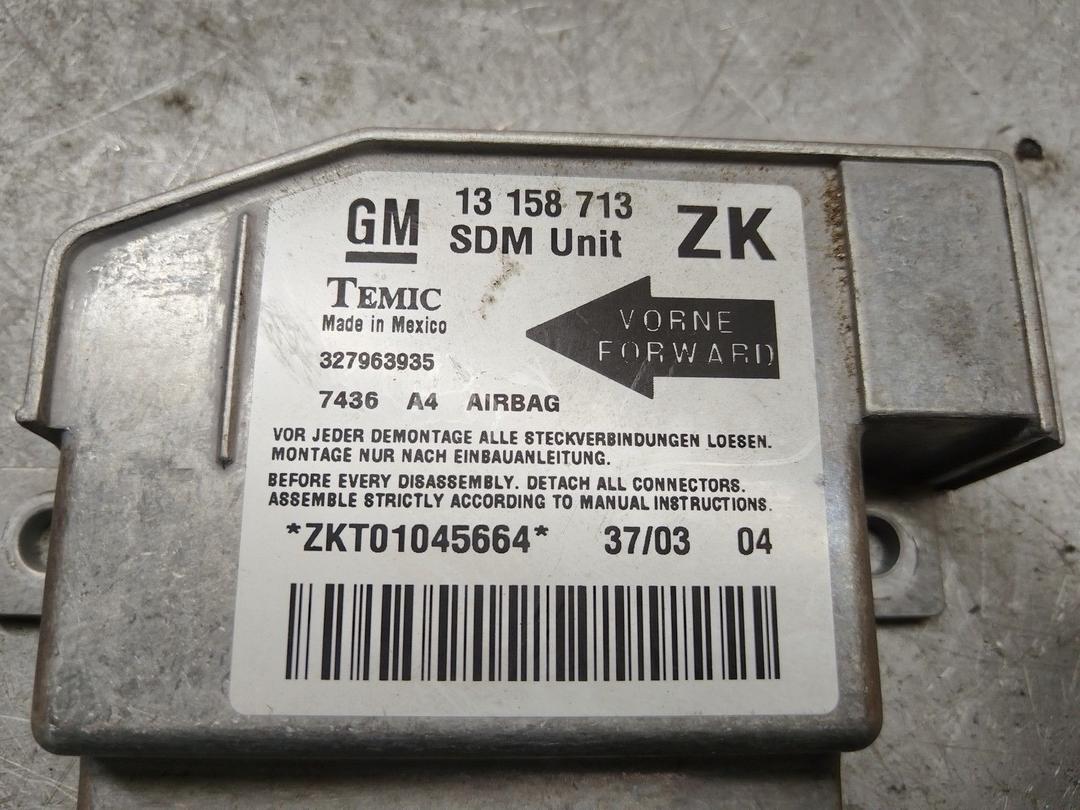 GM 13 158 713 ZK
SDM Unit
TEMIC
Made in Mexico
VORNE
FORWARD
327963935
7436 A4 AIRBAG
VOR JEDER DEMONTAGE ALLE STECKVERBINDUNGEN LOESEN.
MONTAGE NUR NACH EINBAUANLEITUNG.
BEFORE EVERY DISASSEMBLY. DETACH ALL CONNECTORS.
ASSEMBLE STRICTLY ACCORDING TO MANUAL INSTRUCTIONS.
*ZKT01045664* 37/03 04